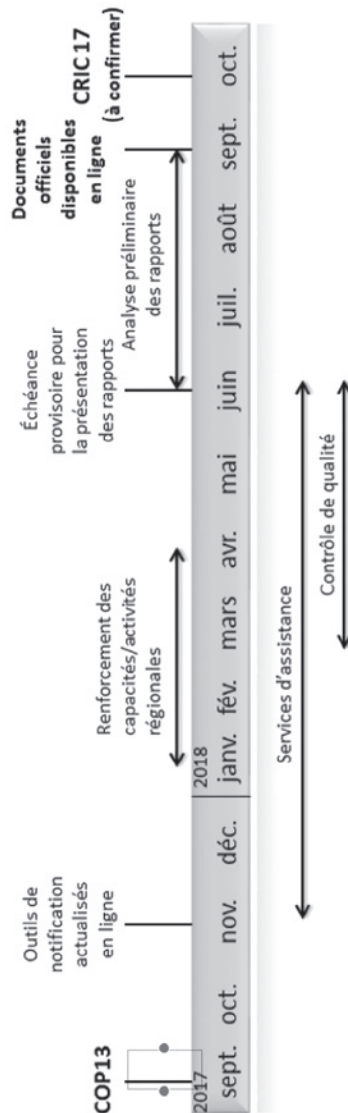 COP13
Outils de
notification
actualisés
en ligne
Renforcement des
capacités/activités
régionales
Échéance
provisoire pour
la présentation
des rapports
Analyse préliminaire
des rapports
Documents
officiels
disponibles
en ligne
CRIC17
(à confirmer)
2017
2018
sept. oct. nov. déc. janv. fév. mars avr. mai juin juil. août sept. oct.
Services d’assistance
Contrôle de qualité